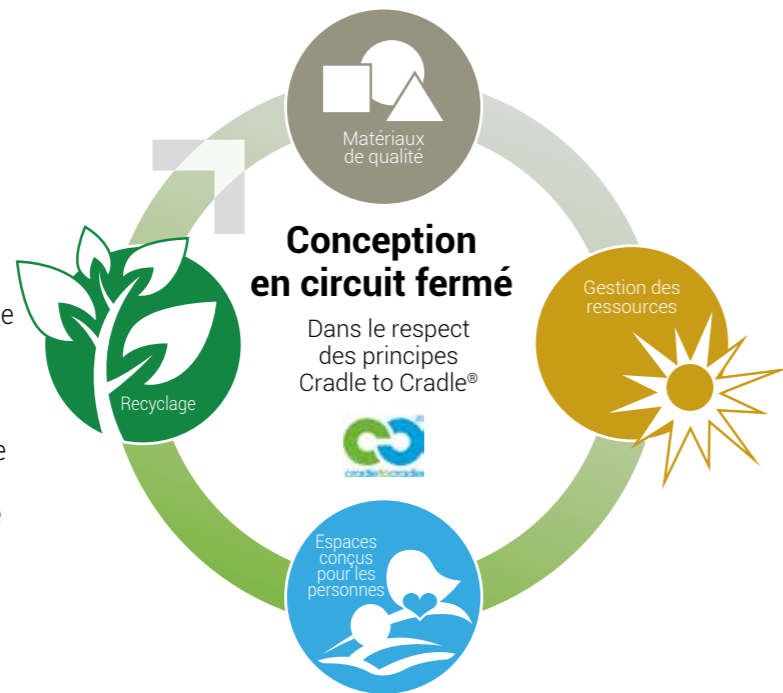 Matériaux
de qualité
Conception
en circuit fermé
Dans le respect
des principes
Cradle to Cradle®
cradletocradle
Gestion des
ressources
Espaces
conçus
pour les
personnes
Recyclage
e
e
e